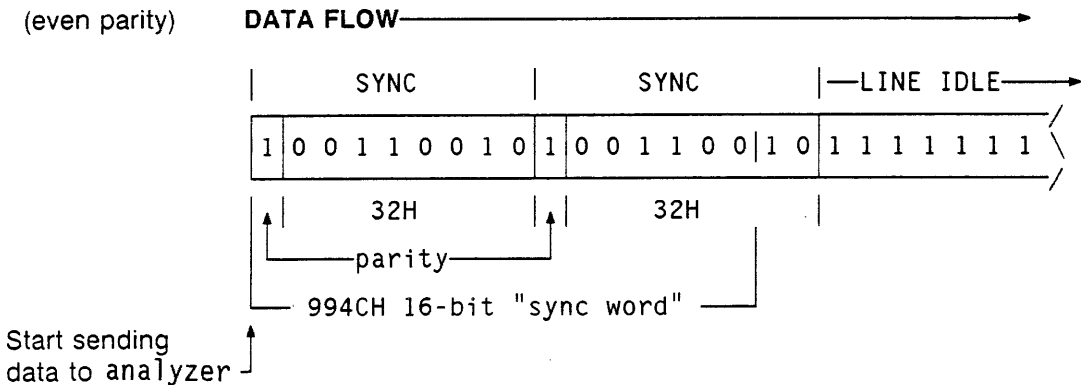 (even parity) DATA FLOW
SYNC SYNC LINE IDLE
1 0 0 1 1 0 0 1 0 1 0 0 1 1 0 0 1 0 1 1 1 1 1 1 1
32H 32H
parity
994CH 16-bit "sync word"
Start sending
data to analyzer